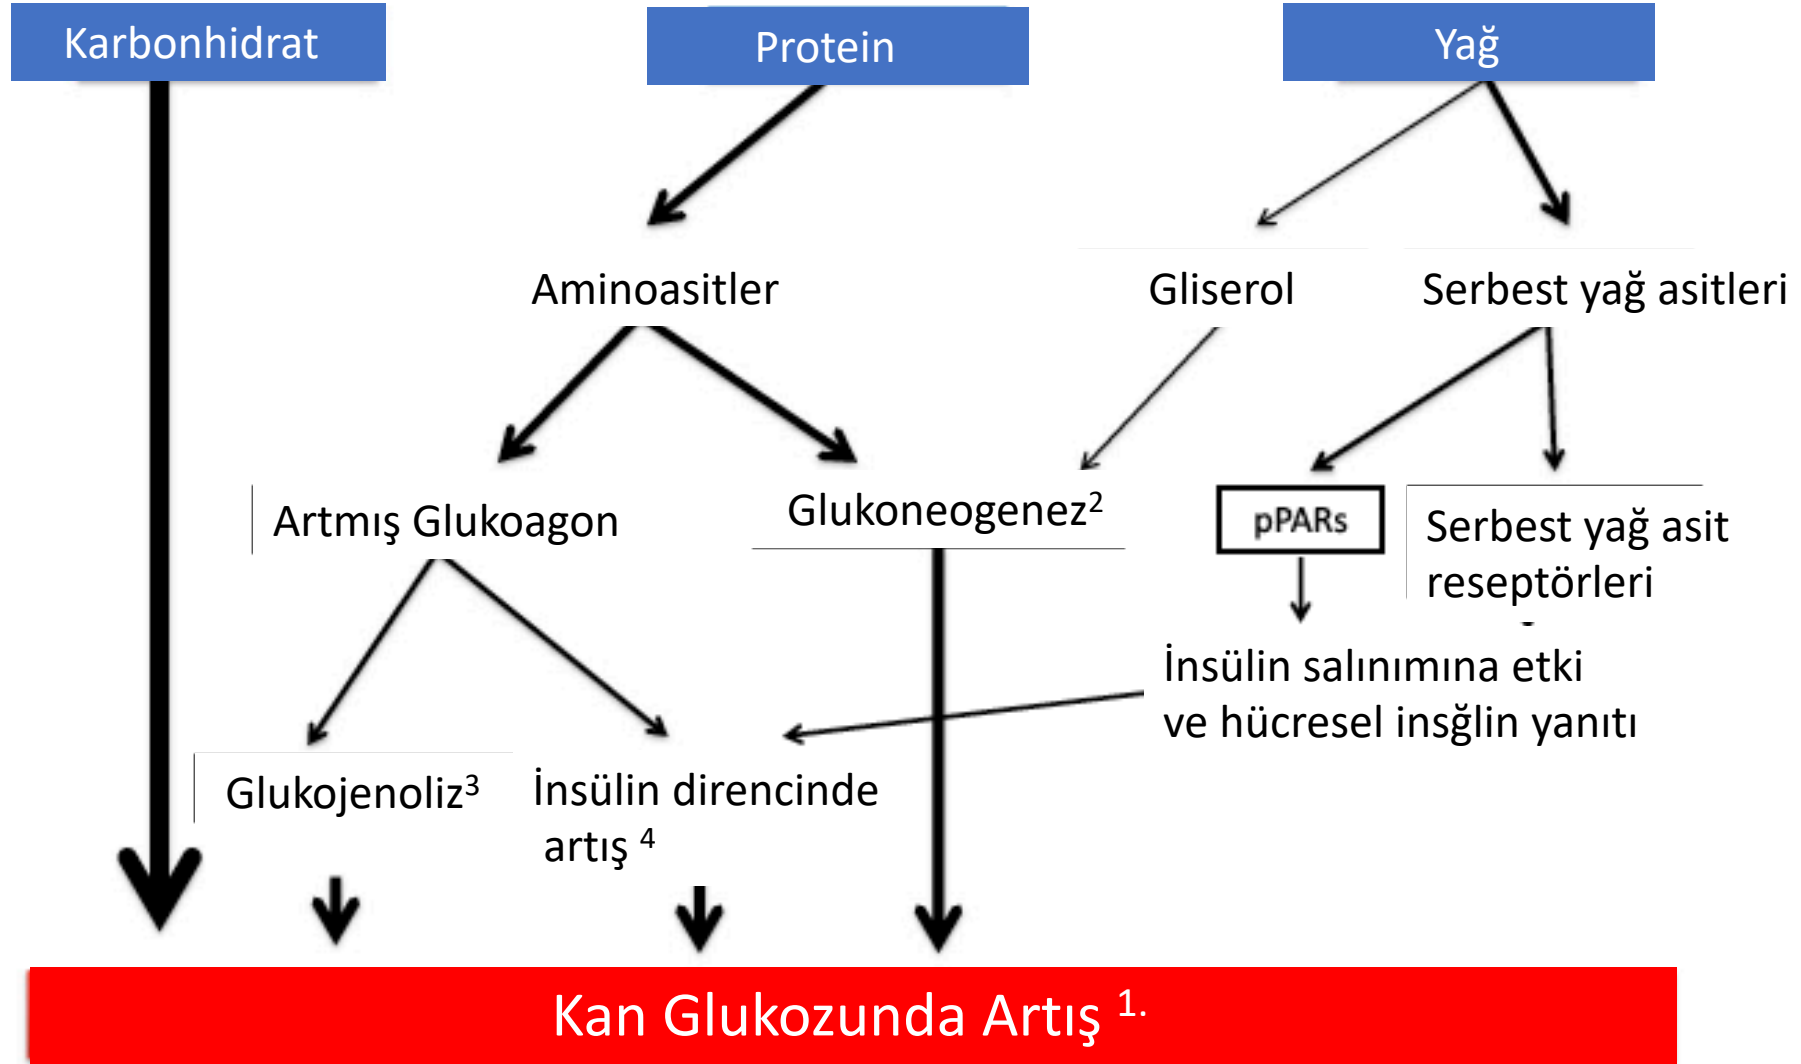 Karbonhidrat
Protein
Yağ
Aminoasitler
Gliserol
Serbest yağ asitleri
Artmış Glukoagon
Glukoneogenez²
pPARs
Serbest yağ asit
reseptörleri
İnsülin salınımına etki
ve hücresel insğlin yanıtı
Glukojenoliz³
İnsülin direncinde
artış ⁴
Kan Glukozunda Artış ¹·